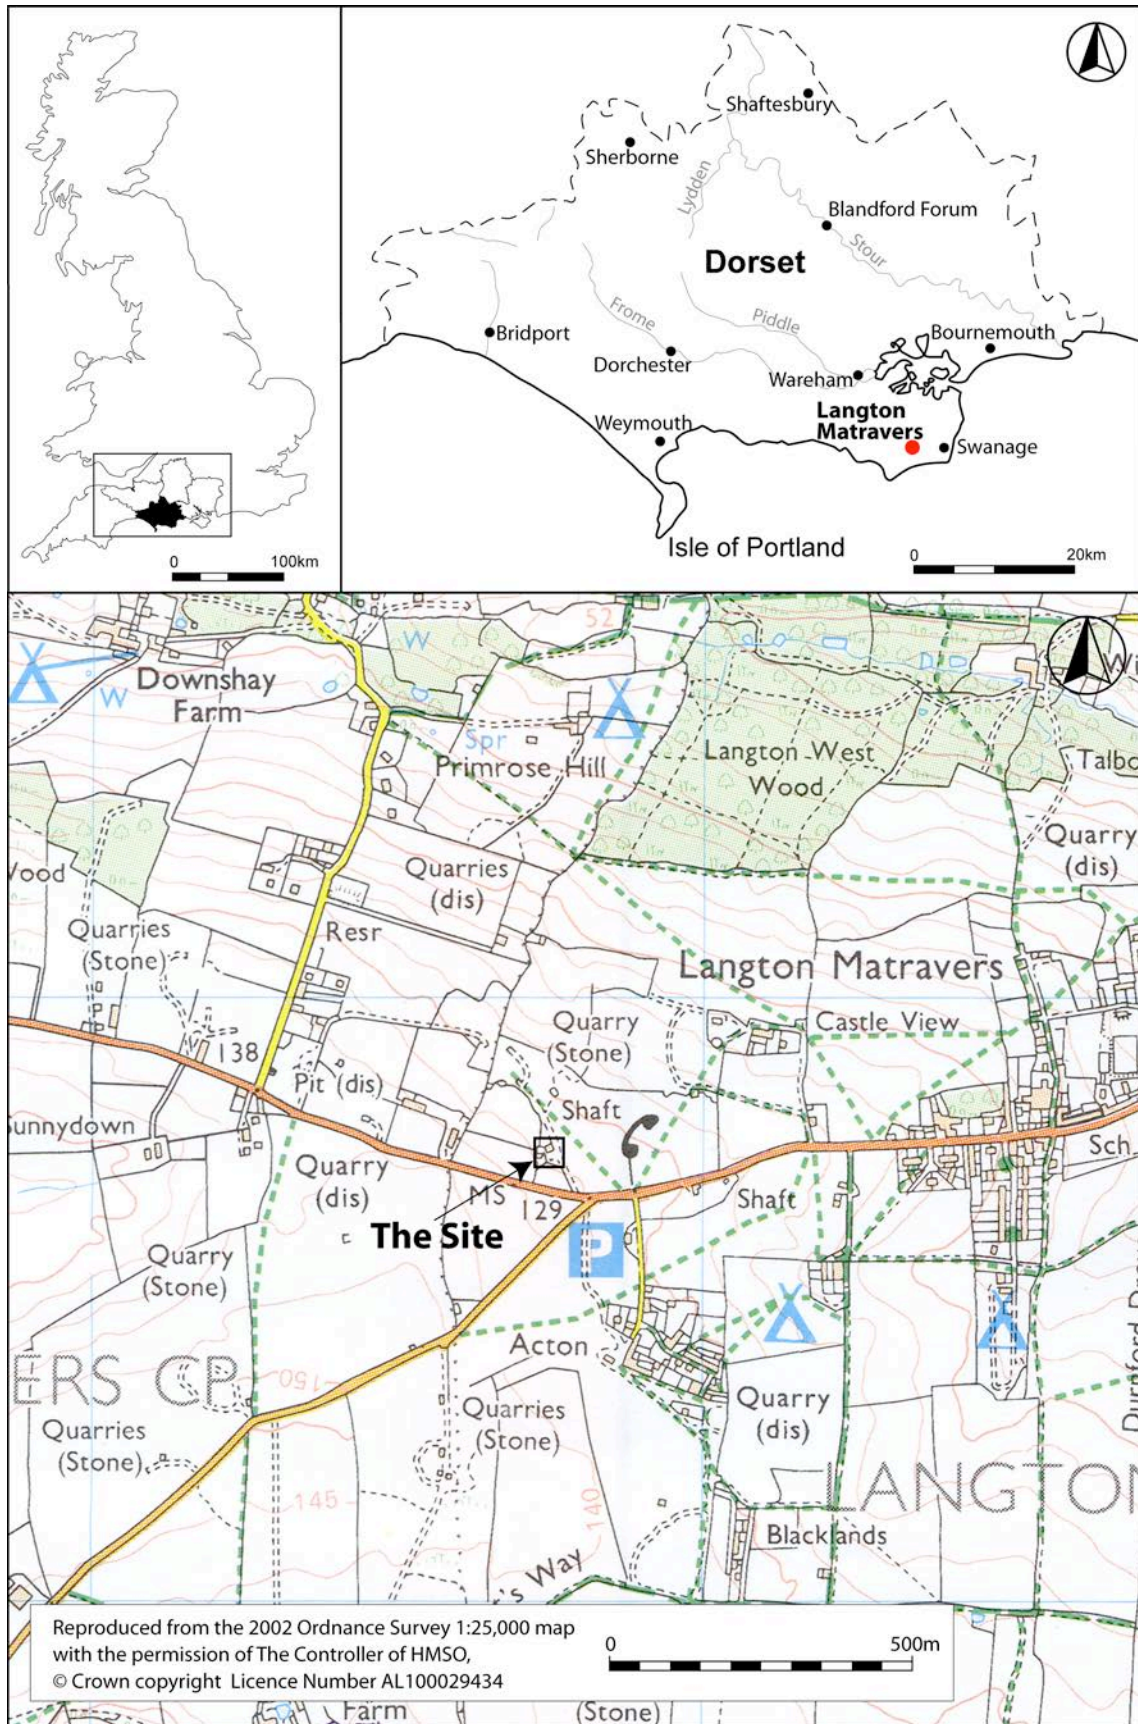 0
100km
Shaftesbury
Sherborne
Lydden
Blandford Forum
Stour
Dorset
Frome
Piddle
Bridport
Dorchester
Bournemouth
Wareham
Langton
Matravers
Weymouth
Swanage
Isle of Portland
0
20km
52
W
W
Downshay
Farm
Spr
Primrose Hill
Langton West
Wood
Talbo
Quarry
(dis)
Quarries
(dis)
Quarries
(Stone)
Resr
Langton Matravers
Quarry
(Stone)
Castle View
138
Pit (dis)
Shaft
unnydown
Quarry
(dis)
MS
129
Sch
Shaft
The Site
P
Quarry
(Stone)
Acton
ERS CP
150
Quarries
(Stone)
Quarries
(Stone)
Quarry
(dis)
145
140
LANGTON
Blacklands
's Way
Reproduced from the 2002 Ordnance Survey 1:25,000 map
with the permission of The Controller of HMSO,
© Crown copyright Licence Number AL100029434
0
500m
Farm
(Stone)